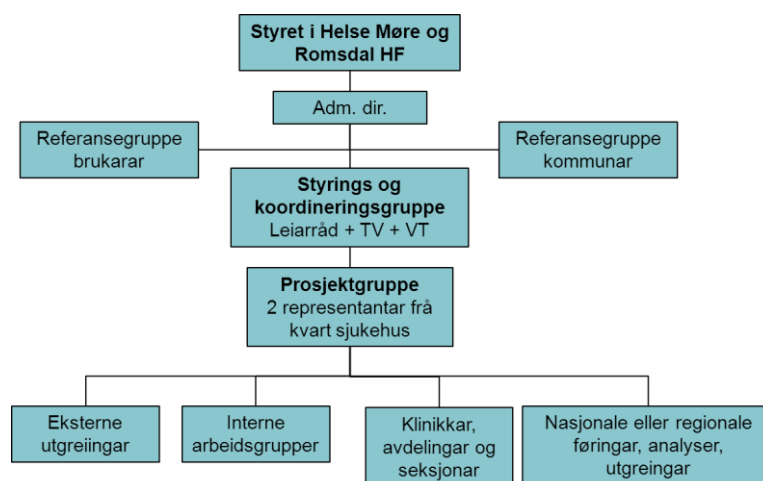 Styret i Helse Møre og
Romsdal HF
Adm. dir.
Referansegruppe
brukarar
Referansegruppe
kommunar
Styrings og
koordineringsgruppe
Leiarråd + TV + VT
Prosjektgruppe
2 representantar frå
kvart sjukehus
Eksterne
utgreiingar
Interne
arbeidsgrupper
Klinikkar,
avdelingar og
seksjonar
Nasjonale eller regionale
føringar, analyser,
utgreingar